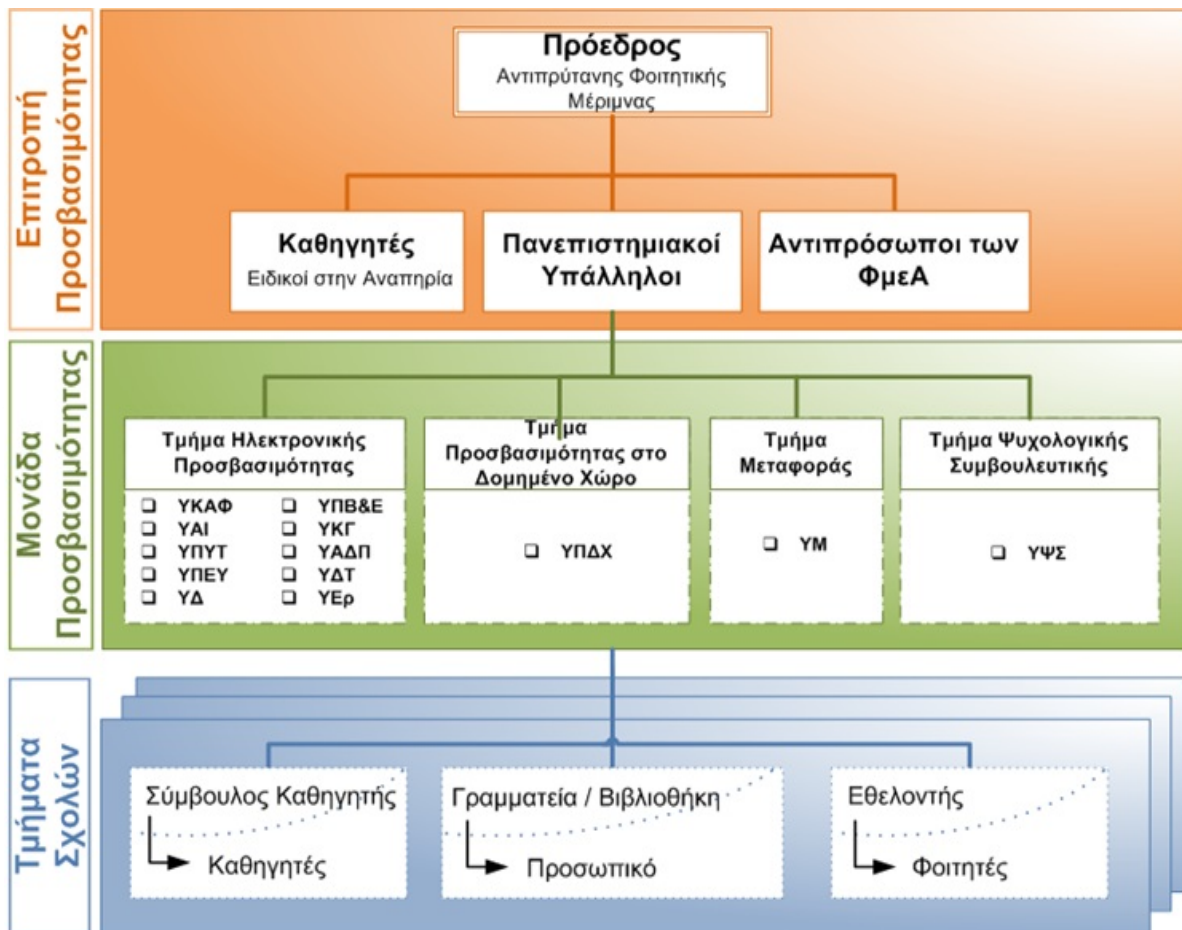 Επιτροπή
Προσβασιμότητας
Πρόεδρος
Αντιπρύτανης Φοιτητικής
Μέριμνας
Καθηγητές
Ειδικοί στην Αναπηρία
Πανεπιστημιακοί
Υπάλληλοι
Αντιπρόσωποι των
ΦμεΑ
Μονάδα
Προσβασιμότητας
Τμήμα Ηλεκτρονικής
Προσβασιμότητας
ΥΚΑΦ
ΥΑΙ
ΥΠΥΤ
ΥΠΕΥ
ΥΔ
ΥΠΒ&Ε
ΥΚΓ
ΥΑΔΠ
ΥΔΤ
ΥΕρ
Τμήμα
Προσβασιμότητας στο
Δομημένο Χώρο
ΥΠΔΧ
Τμήμα
Μεταφοράς
ΥΜ
Τμήμα Ψυχολογικής
Συμβουλευτικής
ΥΨΣ
Τμήματα
Σχολών
Σύμβουλος Καθηγητής
Καθηγητές
Γραμματεία / Βιβλιοθήκη
Προσωπικό
Εθελοντής
Φοιτητές